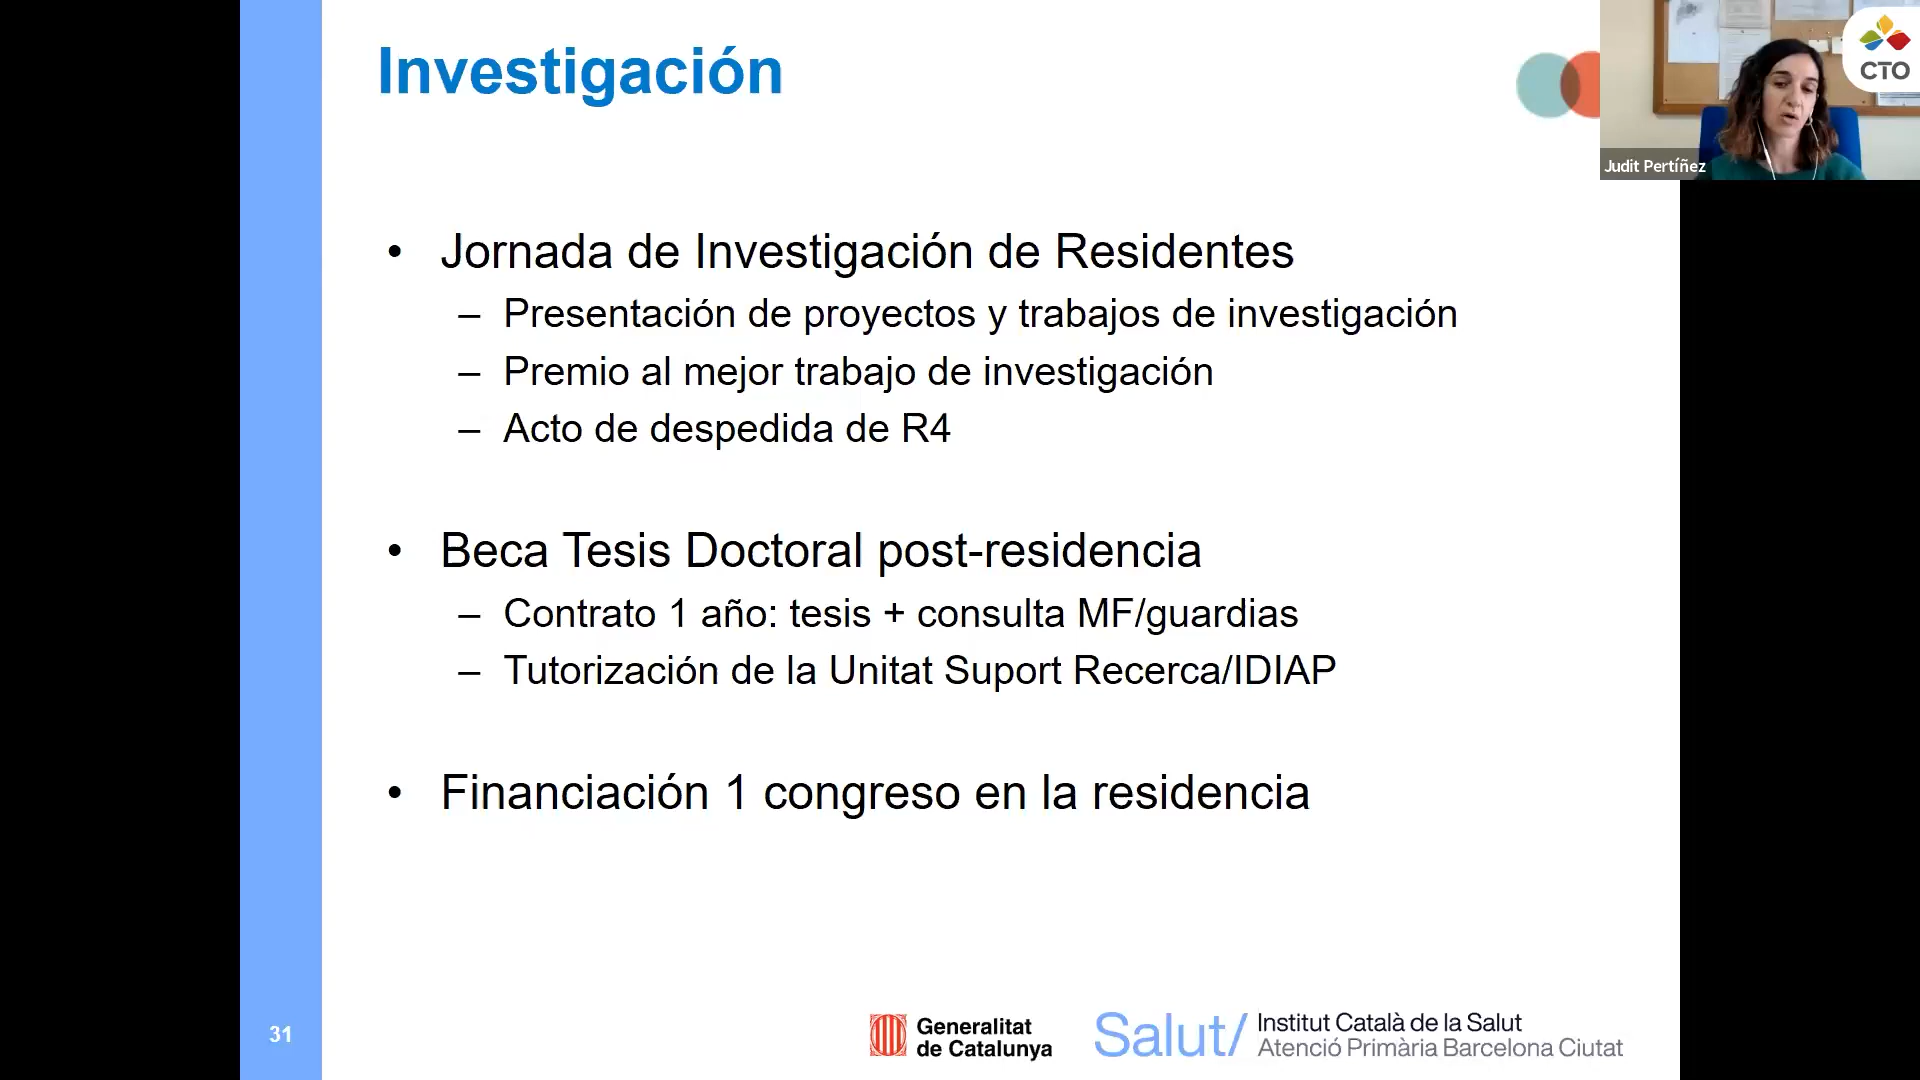 Investigación
CTO
Judit Pertíñez
• Jornada de Investigación de Residentes
– Presentación de proyectos y trabajos de investigación
– Premio al mejor trabajo de investigación
– Acto de despedida de R4
• Beca Tesis Doctoral post-residencia
– Contrato 1 año: tesis + consulta MF/guardias
– Tutorización de la Unitat Suport Recerca/IDIAP
• Financiación 1 congreso en la residencia
31
Generalitat
de Catalunya
Salut/
Institut Català de la Salut
Atenció Primària Barcelona Ciutat